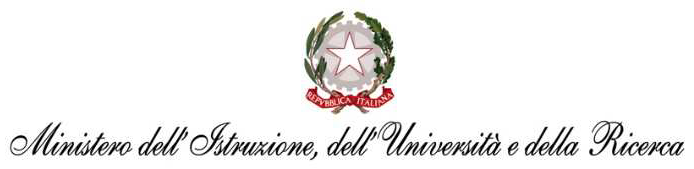 REPVBBLICA ITALIANA
Ministero dell'Istruzione, dell'Università e della Ricerca